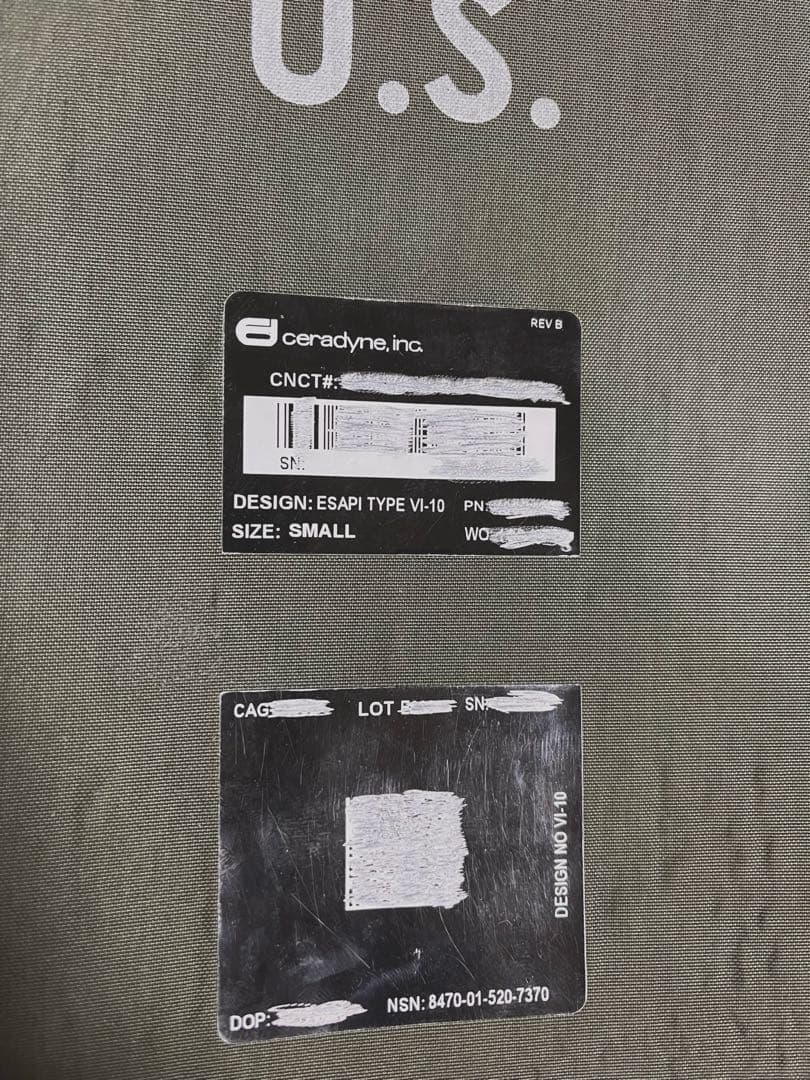 U.S.
ceradyne, inc.
REV B
CNCT#:
SN:
DESIGN: ESAPI TYPE VI-10
PN:
SIZE: SMALL
WO
CAG
LOT
SN
DESIGN NO VI-10
DOP:
NSN: 8470-01-520-7370